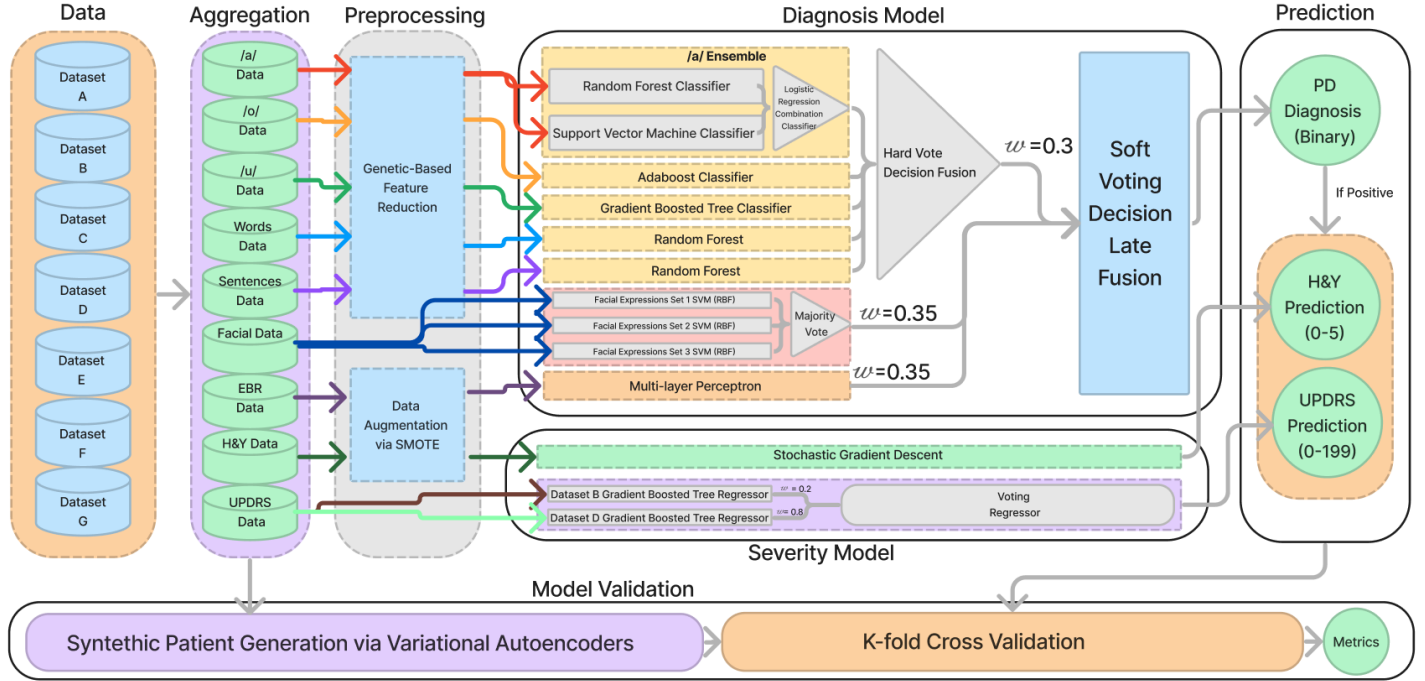 Data
Aggregation
Preprocessing
Diagnosis Model
Prediction
Dataset
A
Dataset
B
Dataset
C
Dataset
D
Dataset
E
Dataset
F
Dataset
G
/a/
Data
/o/
Data
/u/
Data
Words
Data
Sentences
Data
Facial Data
EBR
Data
H&Y Data
UPDRS
Data
Genetic-Based
Feature
Reduction
Data
Augmentation
via SMOTE
/a/ Ensemble
Random Forest Classifier
Support Vector Machine Classifier
Logistic
Regression
Combination
Classifier
Adaboost Classifier
Gradient Boosted Tree Classifier
Random Forest
Random Forest
Facial Expressions Set 1 SVM (RBF)
Facial Expressions Set 2 SVM (RBF)
Facial Expressions Set 3 SVM (RBF)
Majority
Vote
Multi-layer Perceptron
Hard Vote
Decision Fusion
w=0.3
w=0.35
w=0.35
Soft
Voting
Decision
Late
Fusion
Stochastic Gradient Descent
Dataset B Gradient Boosted Tree Regressor
Dataset D Gradient Boosted Tree Regressor
w = 0.2
w= 0.8
Voting
Regressor
Severity Model
PD
Diagnosis
(Binary)
If Positive
H&Y
Prediction
(0-5)
UPDRS
Prediction
(0-199)
Model Validation
Syntethic Patient Generation via Variational Autoencoders
K-fold Cross Validation
Metrics